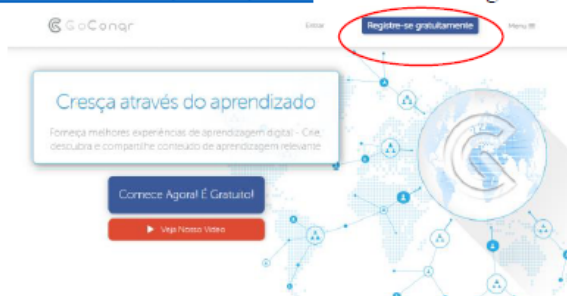 GoConqr
Entrar
Registre-se gratuitamente
Menu
Cresça através do aprendizado
Forneça melhores experiências de aprendizagem digital - Crie,
descubra e compartilhe conteúdo de aprendizagem relevante
Comece Agora! É Gratuito!
Veja Nosso Vídeo